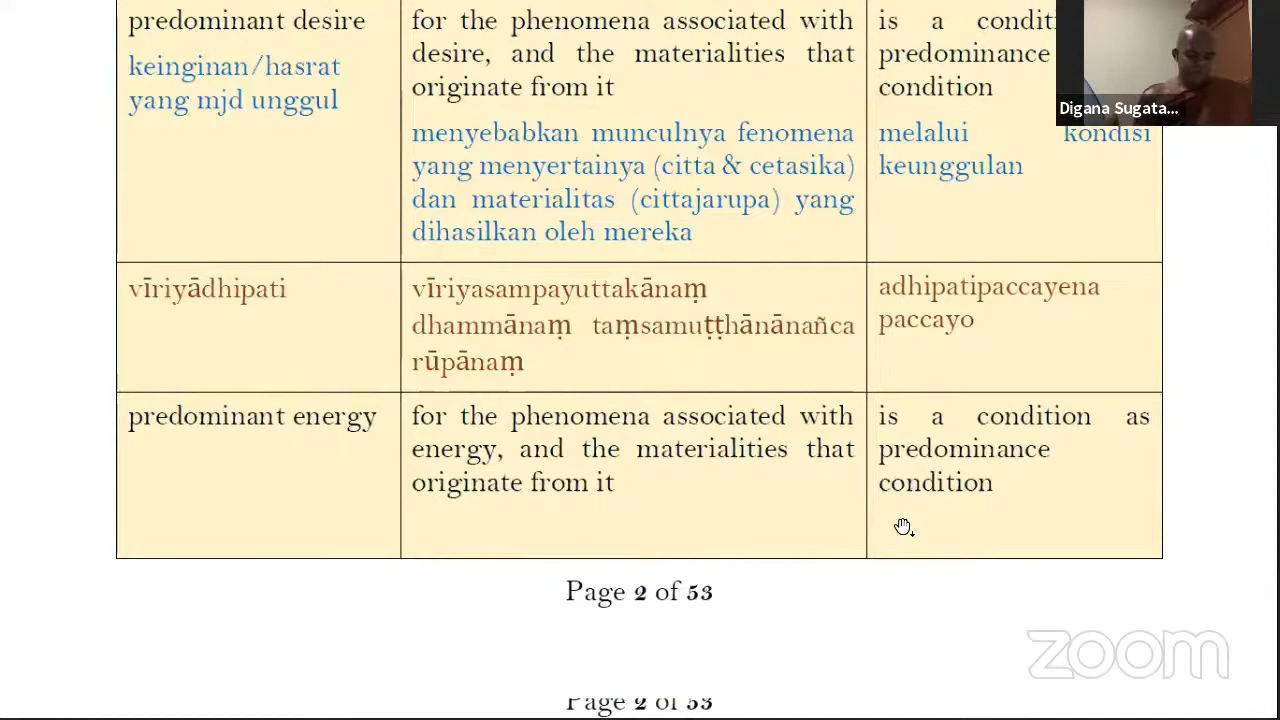 predominant desire
keinginan/hasrat
yang mjd unggul
for the phenomena associated with
desire, and the materialities that
originate from it
menyebabkan munculnya fenomena
yang menyertainya (citta & cetasika)
dan materialitas (cittajarupa) yang
dihasilkan oleh mereka
is a
predominance
condition
melalui kondisi
keunggulan
Digana Sugata...
vīriyādhipati
vīriyasampayuttakānaṃ
dhammānaṃ taṃsamuṭṭhānānañca
rūpānaṃ
adhipatipaccayena
paccayo
predominant energy
for the phenomena associated with
energy, and the materialities that
originate from it
is a condition as
predominance
condition
Page 2 of 53
zoom
Page 2 of 53